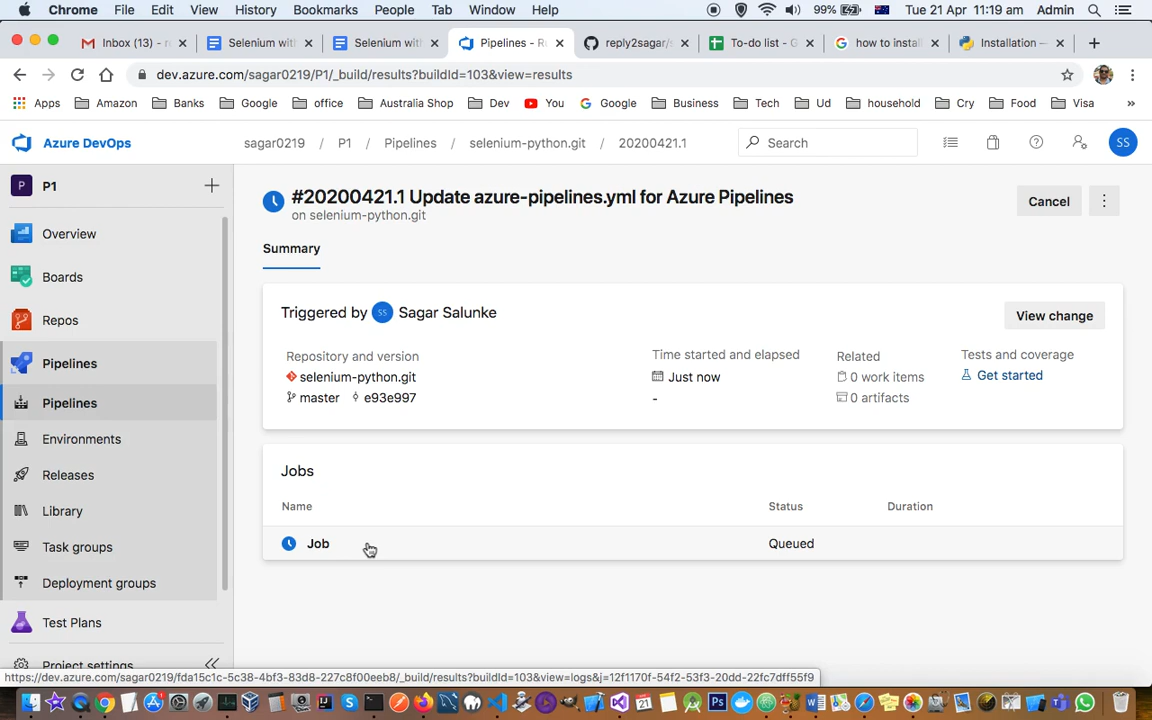 Chrome File Edit View History Bookmarks People Tab Window Help 99% Tue 21 Apr 11:19 am Admin
Inbox (13) - r Selenium wit Selenium wit Pipelines - R reply2sagar/s To-do list - G how to instal Installation —
dev.azure.com/sagar0219/P1/_build/results?buildId=103&view=results
Apps Amazon Banks Google office Australia Shop Dev You Google Business Tech Ud household Cry Food Visa »
Azure DevOps sagar0219 / P1 / Pipelines / selenium-python.git / 20200421.1 Search SS
P P1
Overview
Boards
Repos
Pipelines
Pipelines
Environments
Releases
Library
Task groups
Deployment groups
Test Plans
Project settings
#20200421.1 Update azure-pipelines.yml for Azure Pipelines
on selenium-python.git
Cancel
Summary
Triggered by SS Sagar Salunke
View change
Repository and version Time started and elapsed Related Tests and coverage
selenium-python.git Just now 0 work items Get started
master e93e997 - 0 artifacts
Jobs
Name Status Duration
Job Queued
https://dev.azure.com/sagar0219/fda15c1c-5c38-4bf3-83d8-227c8f00eeb8/_build/results?buildId=103&view=logs&j=12f1170f-54f2-53f3-20dd-22fc7dff55f9